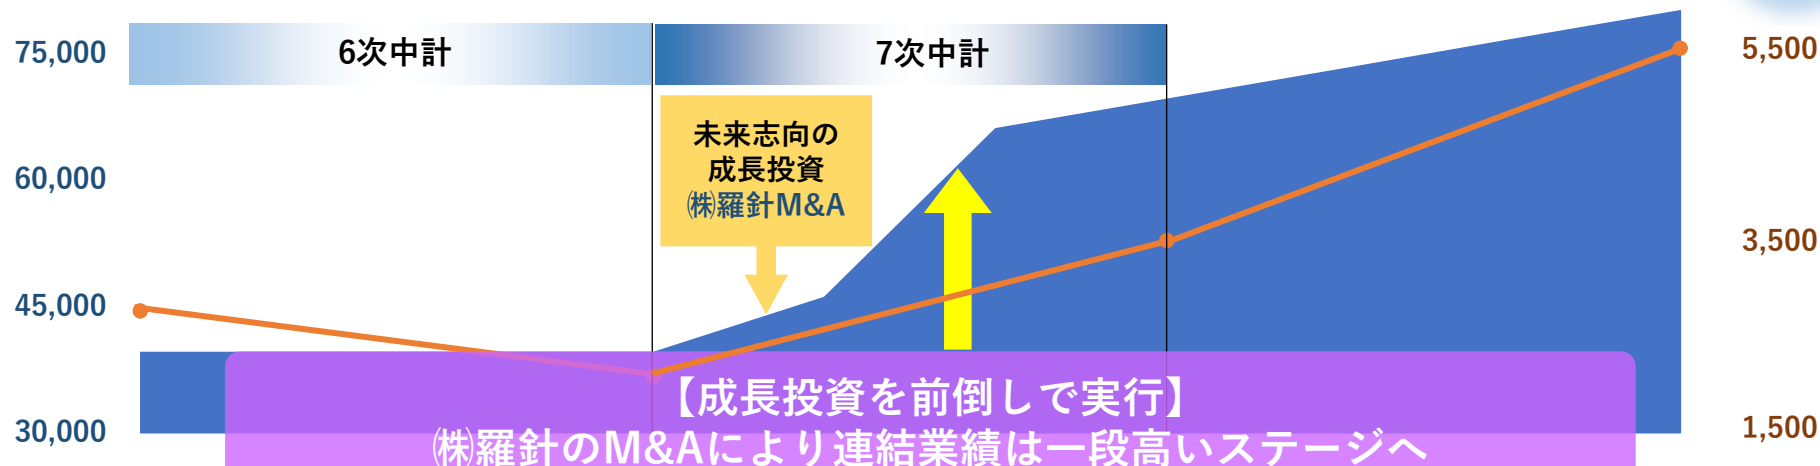 6次中計
7次中計
75,000
60,000
45,000
30,000
未来志向の
成長投資
㈱羅針M&A
5,500
3,500
1,500
【成長投資を前倒しで実行】
㈱羅針のM&Aにより連結業績は一段高いステージへ